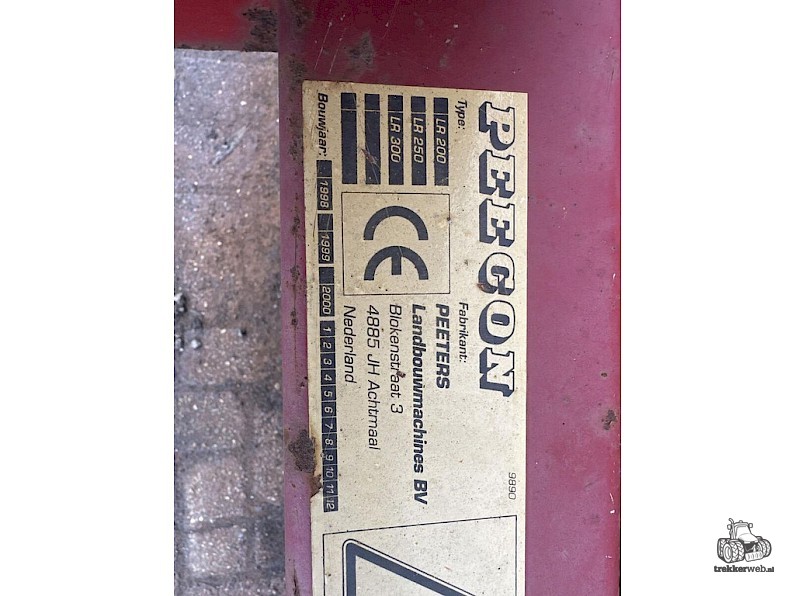 PEECON
Type:
LR 200
LR 250
LR 300
Fabrikant:
PEETERS
Landbouwmachines BV
Blokenstraat 3
4885 JH Achtmaal
Nederland
CE
Bouwjaar: 1998 1999 2000 1 2 3 4 5 6 7 8 9 10 11 12
9890
trekkerweb.nl